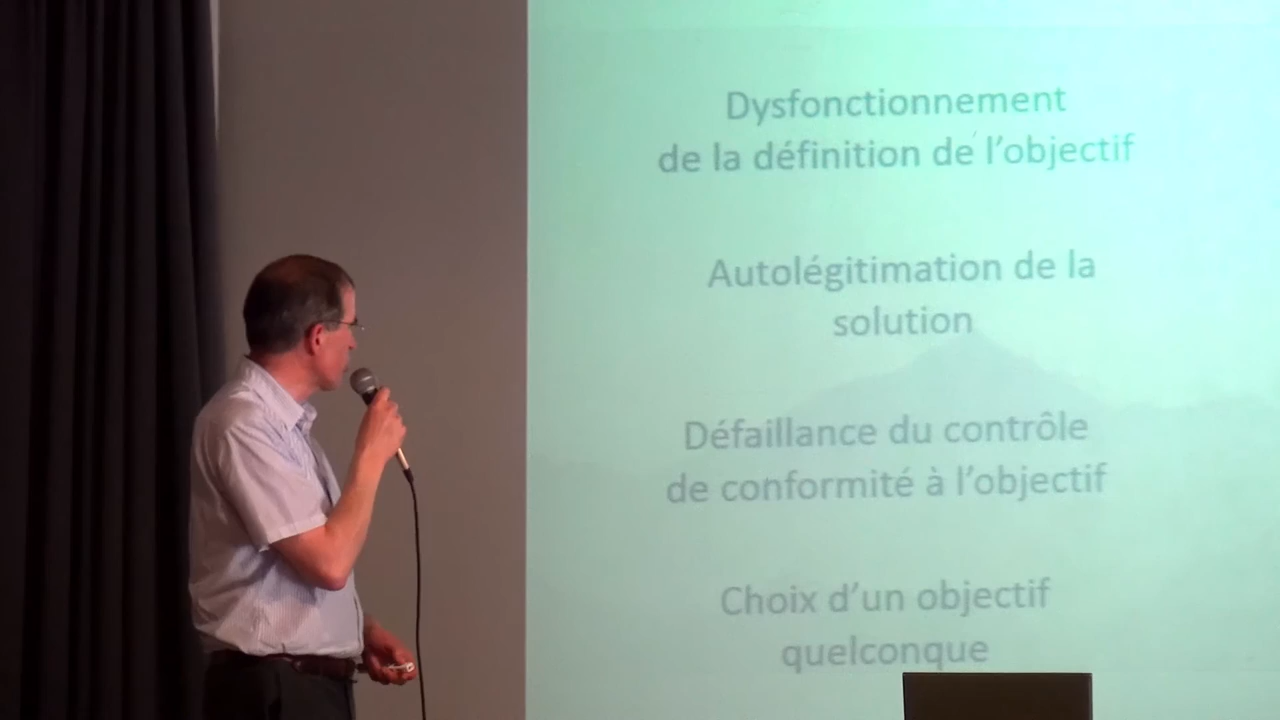 Dysfonctionnement
de la définition de l’objectif
Autolégitimation de la
solution
Défaillance du contrôle
de conformité à l’objectif
Choix d’un objectif
quelconque